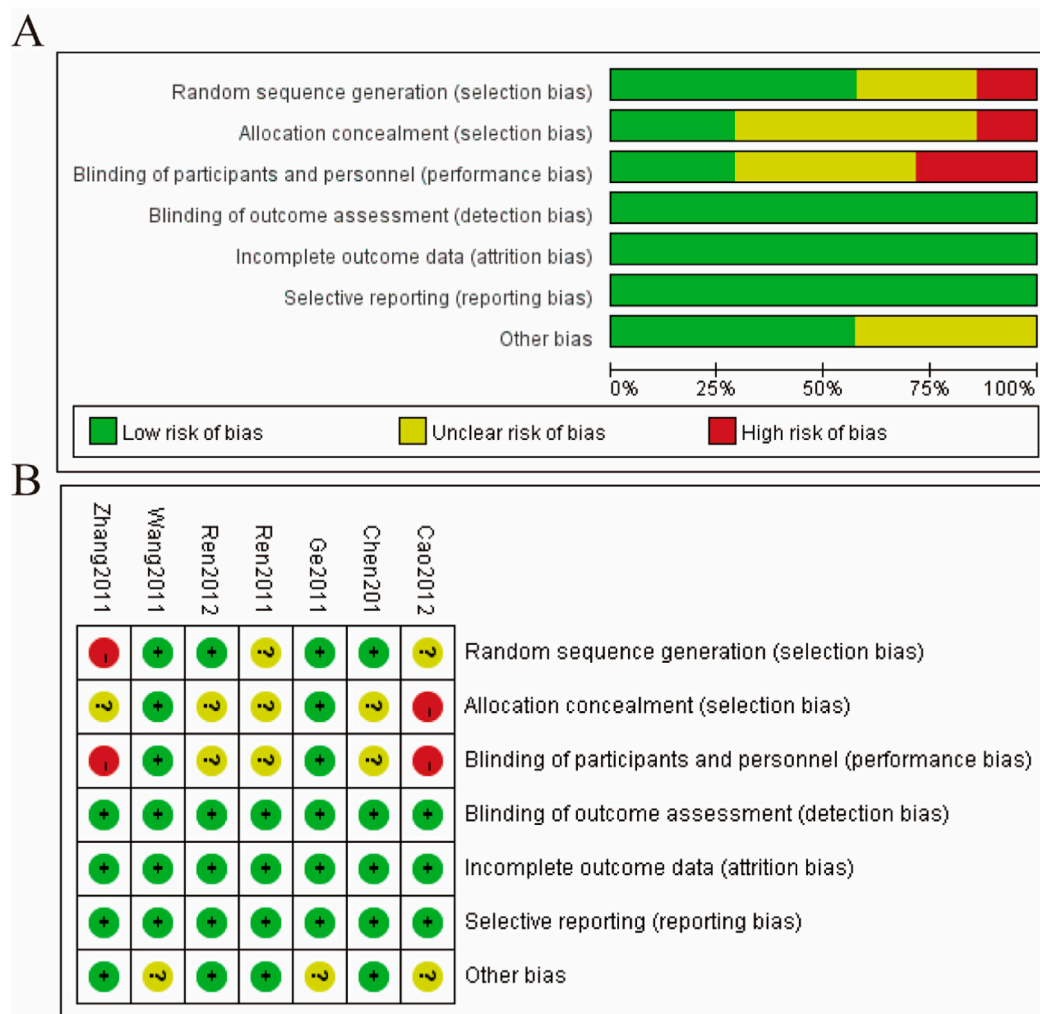 A
Random sequence generation (selection bias)
Allocation concealment (selection bias)
Blinding of participants and personnel (performance bias)
Blinding of outcome assessment (detection bias)
Incomplete outcome data (attrition bias)
Selective reporting (reporting bias)
Other bias
0% 25% 50% 75% 100%
Low risk of bias Unclear risk of bias High risk of bias
B
Zhang2011
Wang2011
Ren2012
Ren2011
Ge2011
Chen201
Cao2012
- + + ? + + ? Random sequence generation (selection bias)
? + ? ? + ? - Allocation concealment (selection bias)
- + ? ? + ? - Blinding of participants and personnel (performance bias)
+ + + + + + + Blinding of outcome assessment (detection bias)
+ + + + + + + Incomplete outcome data (attrition bias)
+ + + + + + + Selective reporting (reporting bias)
+ ? + + ? + ? Other bias